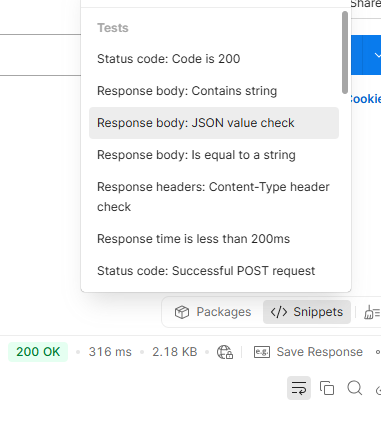 Share
Tests
Status code: Code is 200
Response body: Contains string
Cookie
Response body: JSON value check
Response body: Is equal to a string
Response headers: Content-Type header
check
Response time is less than 200ms
Status code: Successful POST request
Packages </> Snippets
200 OK • 316 ms • 2.18 KB • e.g. Save Response